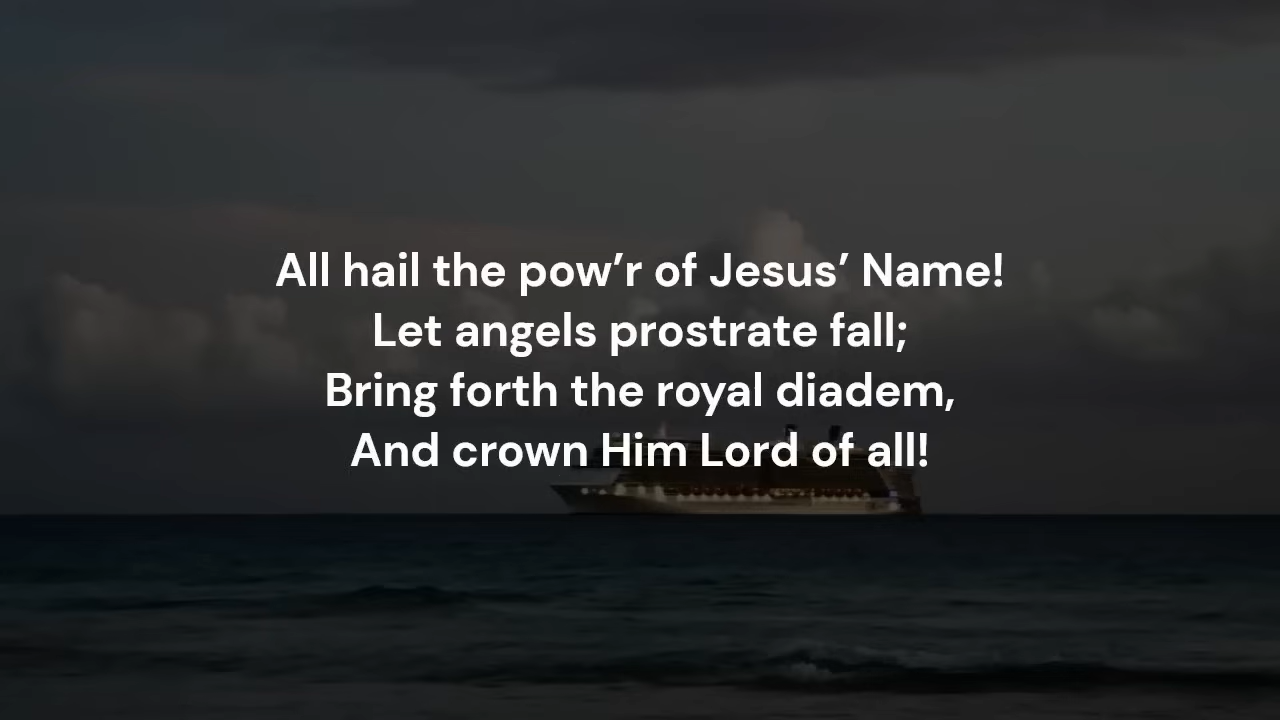 All hail the pow’r of Jesus’ Name!
Let angels prostrate fall;
Bring forth the royal diadem,
And crown Him Lord of all!